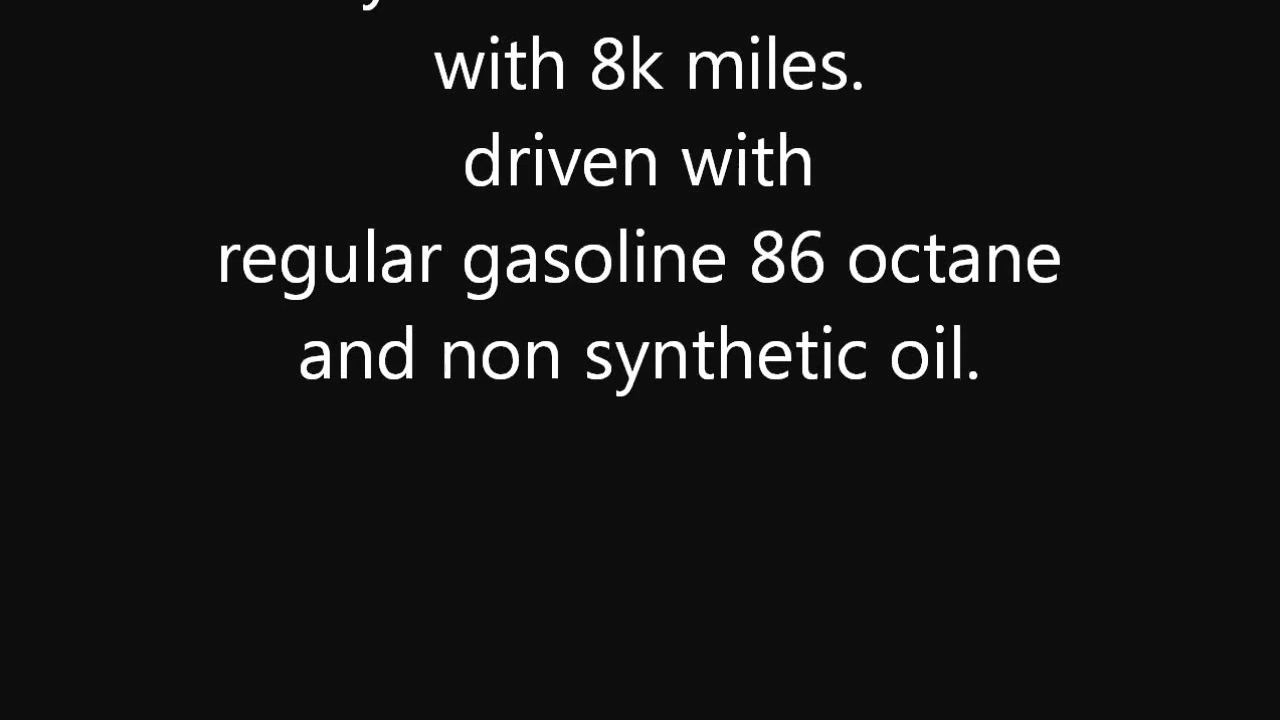 with 8k miles.
driven with
regular gasoline 86 octane
and non synthetic oil.